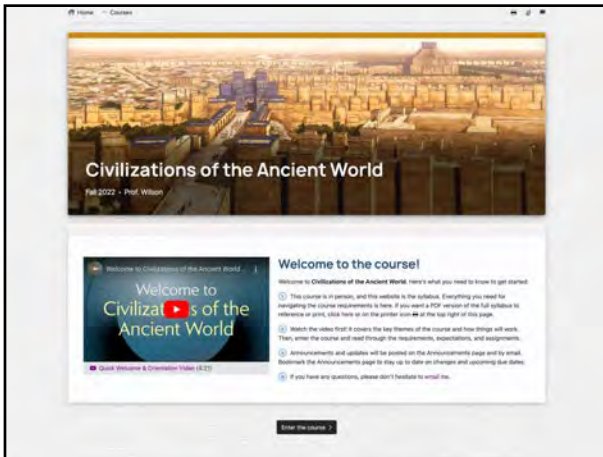 Home
Courses
Civilizations of the Ancient World
Fall 2022 • Prof. Wilson
Welcome to Civilizations of the Ancient World ...
Welcome to
Civilizations of the
Ancient World
Quick Welcome & Orientation Video (4:21)
Welcome to the course!
Welcome to Civilizations of the Ancient World. Here's what you need to know to get started:
This course is in person, and this website is the syllabus. Everything you need for
navigating the course requirements is here. If you want a PDF version of the full syllabus to
reference or print, click here or on the printer icon at the top right of this page.
Watch the video first! It covers the key themes of the course and how things will work.
Then, enter the course and read through the requirements, expectations, and assignments.
Announcements and updates will be posted on the Announcements page and by email.
Bookmark the Announcements page to stay up to date on changes and upcoming due dates.
If you have any questions, please don't hesitate to email me.
Enter the course >